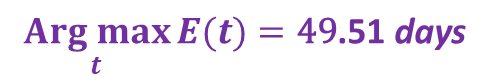 Arg max E(t) = 49.51 days
t